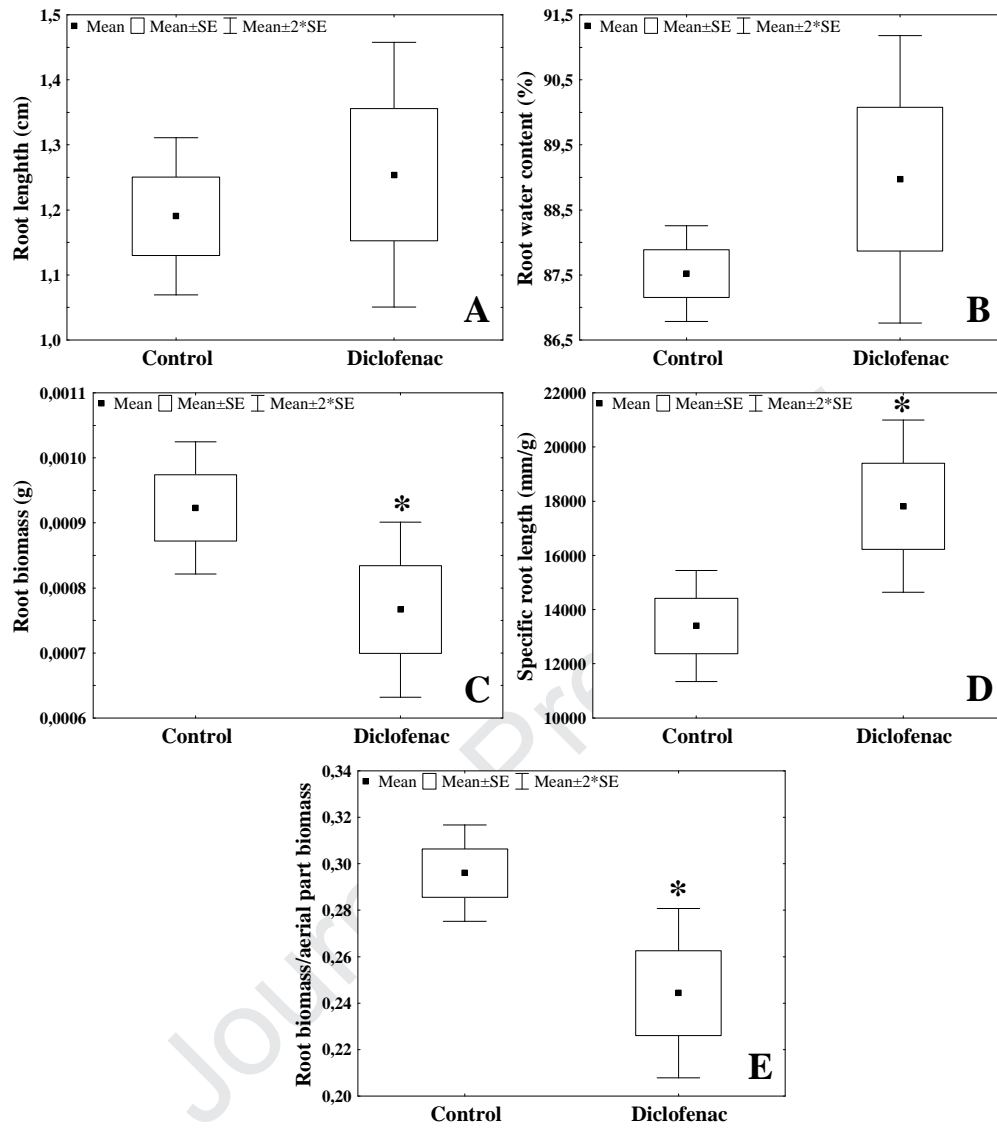 Mean Mean±SE Mean±2*SE
Root lenghth (cm)
1,5
1,4
1,3
1,2
1,1
1,0
Control Diclofenac
A
Mean Mean±SE Mean±2*SE
Root water content (%)
91,5
90,5
89,5
88,5
87,5
86,5
Control Diclofenac
B
Mean Mean±SE Mean±2*SE
Root biomass (g)
0,0011
0,0010
0,0009
0,0008
0,0007
0,0006
*
Control Diclofenac
C
Mean Mean±SE Mean±2*SE
Specific root length (mm/g)
22000
20000
18000
16000
14000
12000
10000
*
Control Diclofenac
D
Mean Mean±SE Mean±2*SE
Root biomass/aerial part biomass
0,34
0,32
0,30
0,28
0,26
0,24
0,22
0,20
*
Control Diclofenac
E
Journ Pre